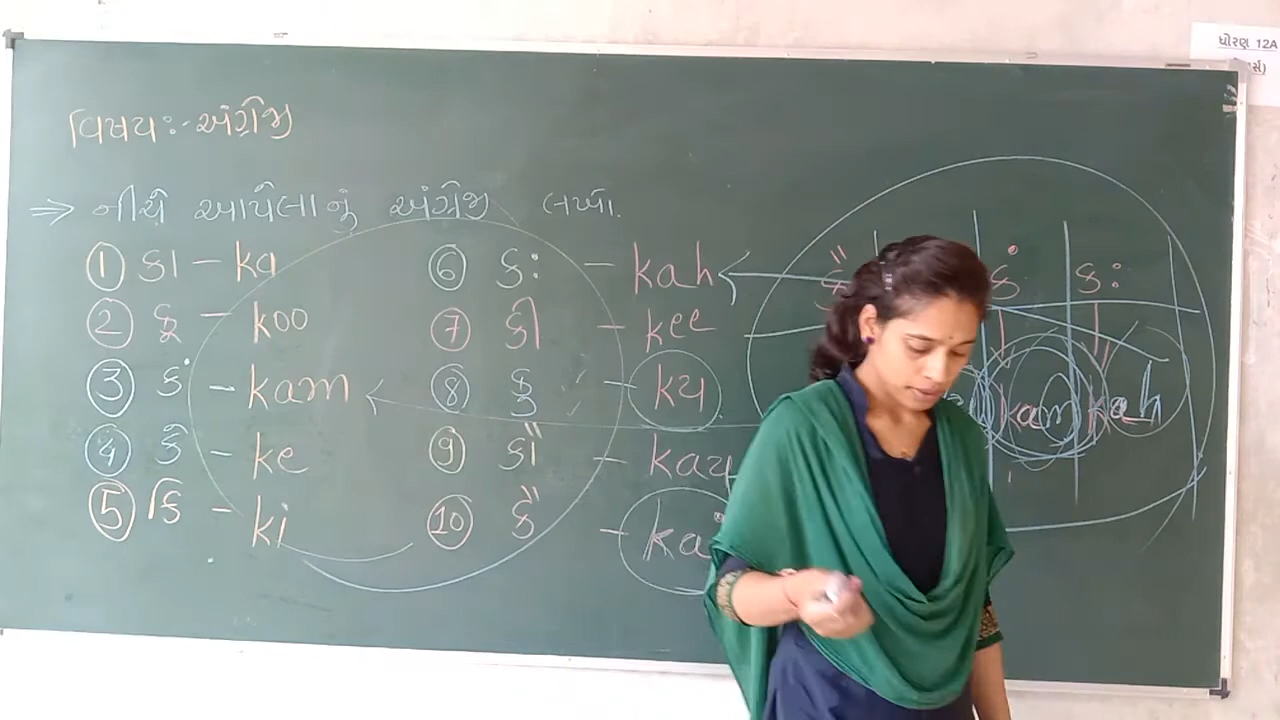 ધોરણ 12A
વિષય:- અંગ્રેજી
⇒ નીચે આપેલાનું અંગ્રેજી લખો.
① કા – ka
② કૂ – koo
③ કં – kam
④ કે – ke
⑤ કિ – ki
⑥ ક: – kah
⑦ કી – kee
⑧ કુ – ky
⑨ કૉ – kay
⑩ કૈ – ka
કૈ કં ક:
kam kah